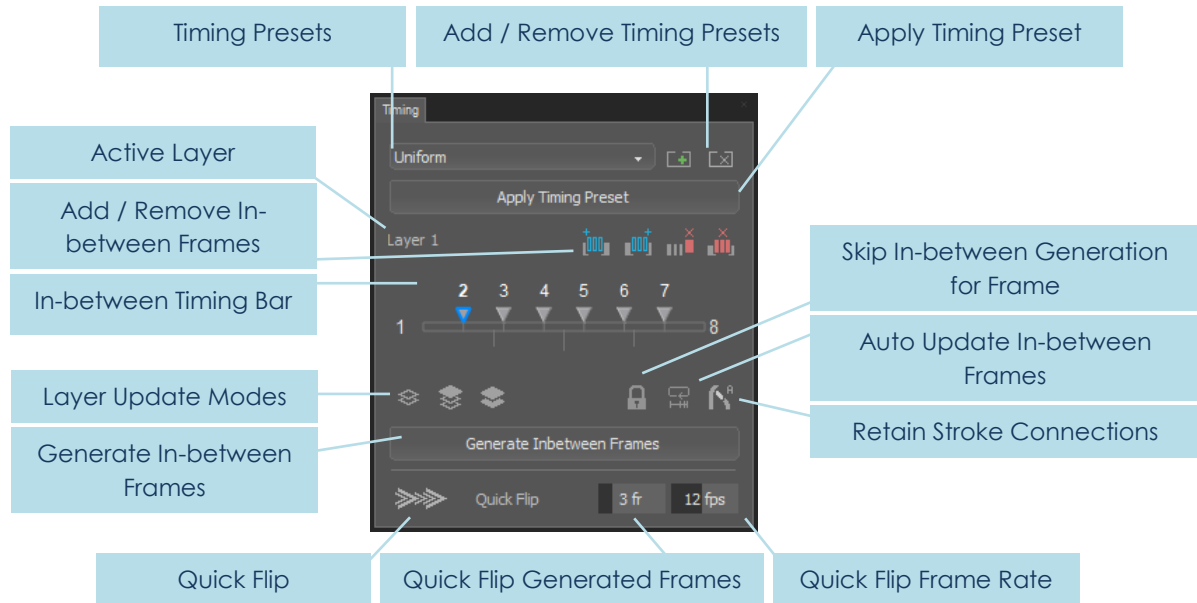 Timing Presets
Add / Remove Timing Presets
Apply Timing Preset
Timing
Uniform
Apply Timing Preset
Active Layer
Add / Remove In-
between Frames
In-between Timing Bar
Layer 1
2 3 4 5 6 7
1 8
Skip In-between Generation
for Frame
Auto Update In-between
Frames
Retain Stroke Connections
A
Layer Update Modes
Generate In-between
Frames
Generate Inbetween Frames
Quick Flip
3 fr
12 fps
Quick Flip
Quick Flip Generated Frames
Quick Flip Frame Rate